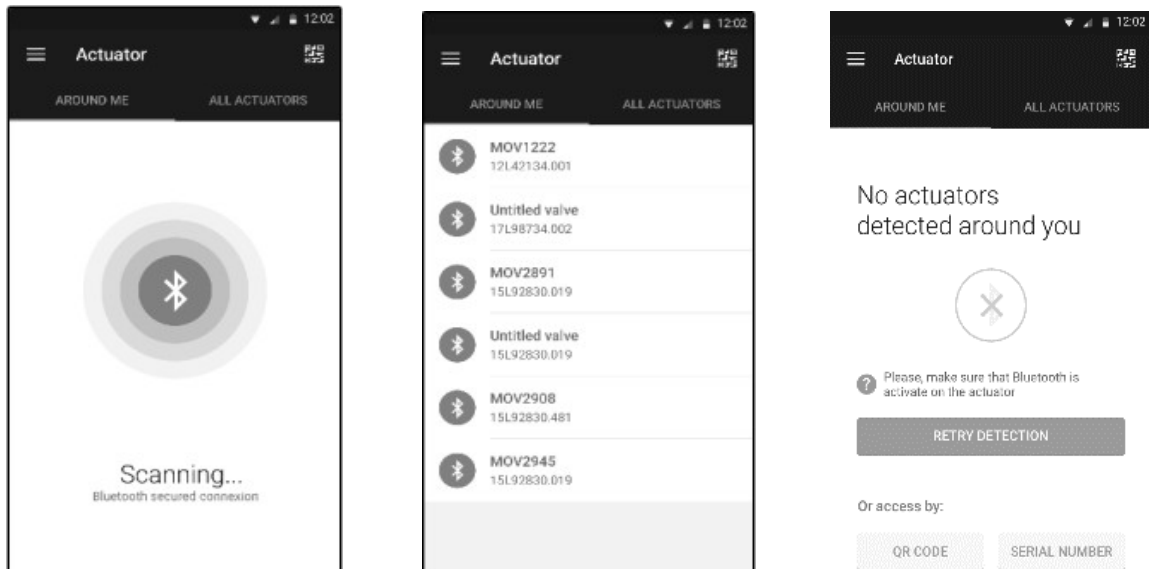 12:02
Actuator
AROUND ME ALL ACTUATORS
Scanning...
Bluetooth secured connexion
12:02
Actuator
AROUND ME ALL ACTUATORS
MOV1222
12L42134.001
Untitled valve
17L98734.002
MOV2891
15L92830.019
Untitled valve
15L92830.019
MOV2908
15L92830.481
MOV2945
15L92830.019
12:02
Actuator
AROUND ME ALL ACTUATORS
No actuators
detected around you
Please, make sure that Bluetooth is
activate on the actuator
RETRY DETECTION
Or access by:
QR CODE SERIAL NUMBER